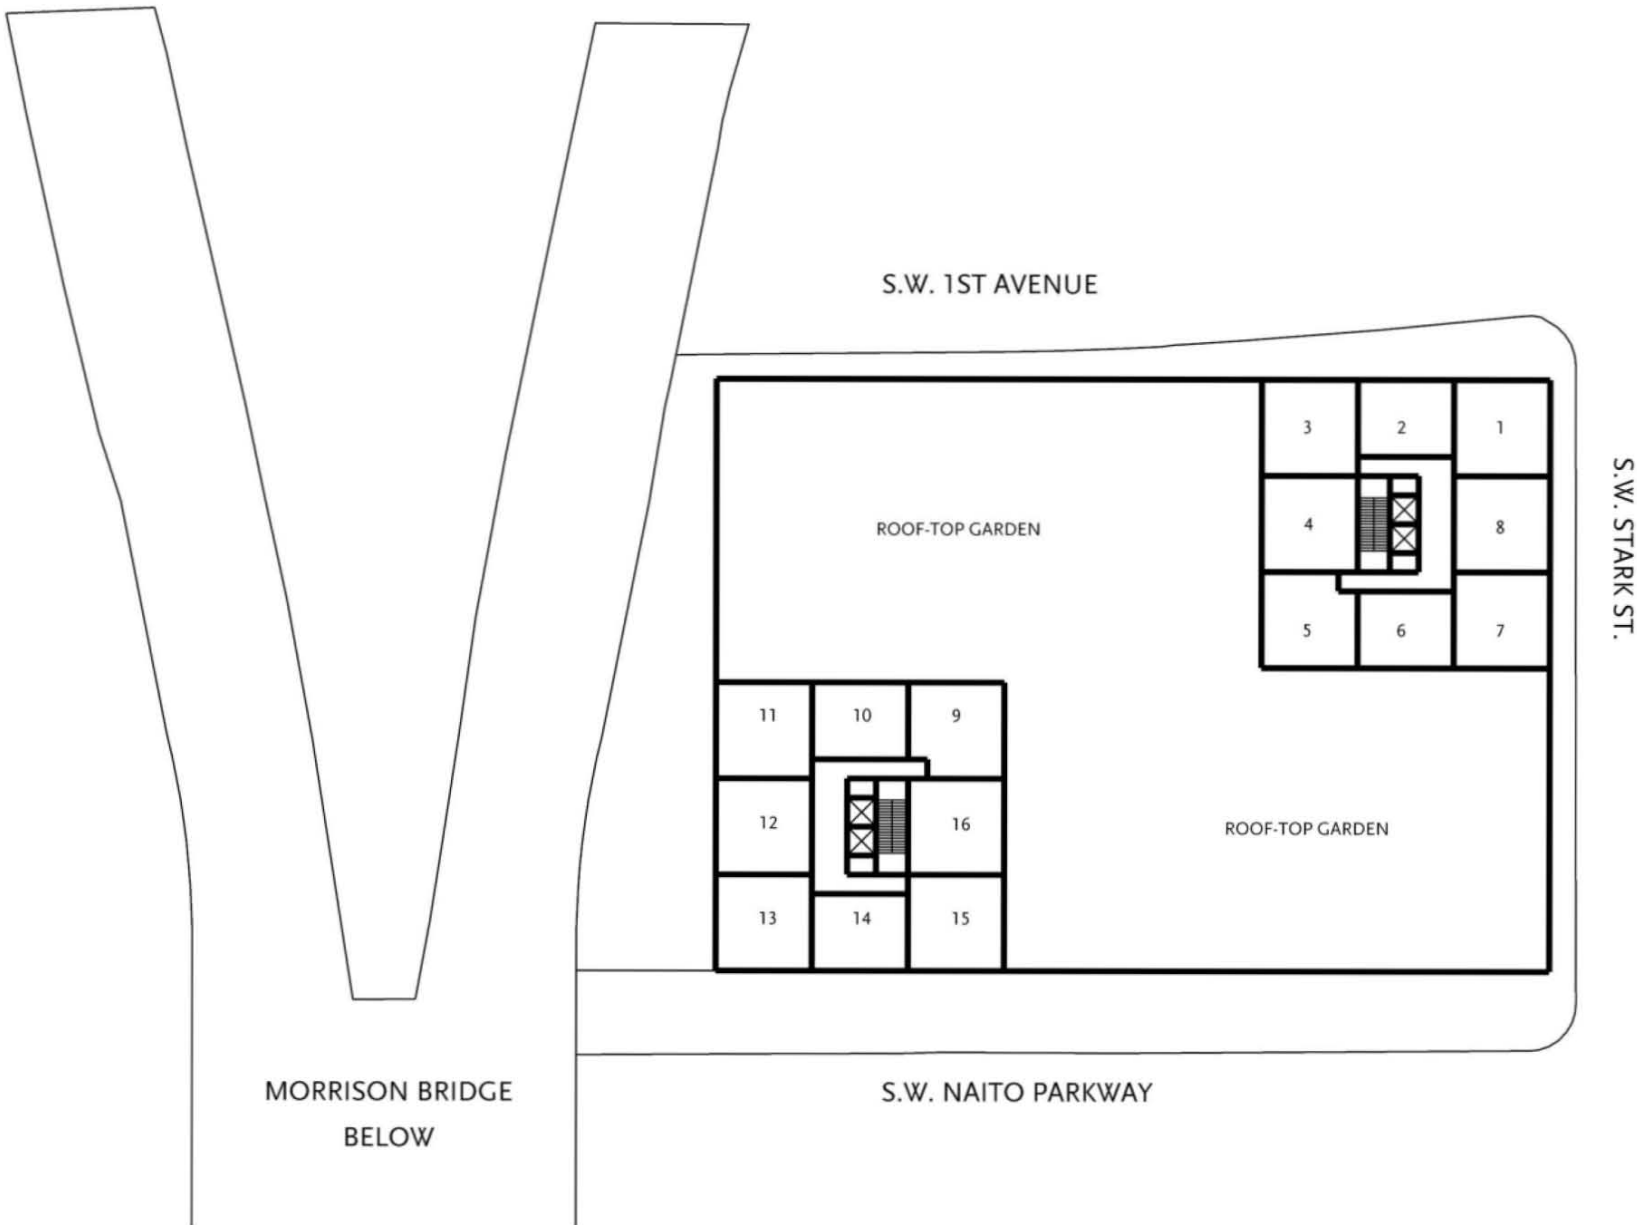 S.W. 1ST AVENUE
3
2
1
S.W. STARK ST.
ROOF-TOP GARDEN
4
8
5
6
7
11
10
9
12
16
ROOF-TOP GARDEN
13
14
15
MORRISON BRIDGE
BELOW
S.W. NAITO PARKWAY